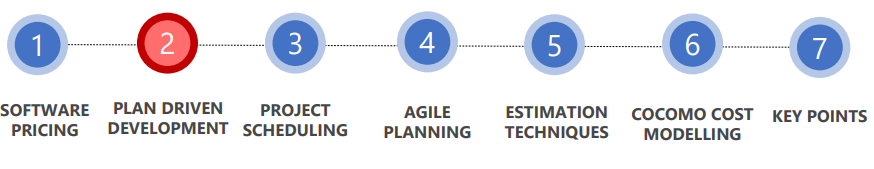 1
2
3
4
5
6
7
SOFTWARE
PRICING
PLAN DRIVEN
DEVELOPMENT
PROJECT
SCHEDULING
AGILE
PLANNING
ESTIMATION
TECHNIQUES
COCOMO COST
MODELLING
KEY POINTS